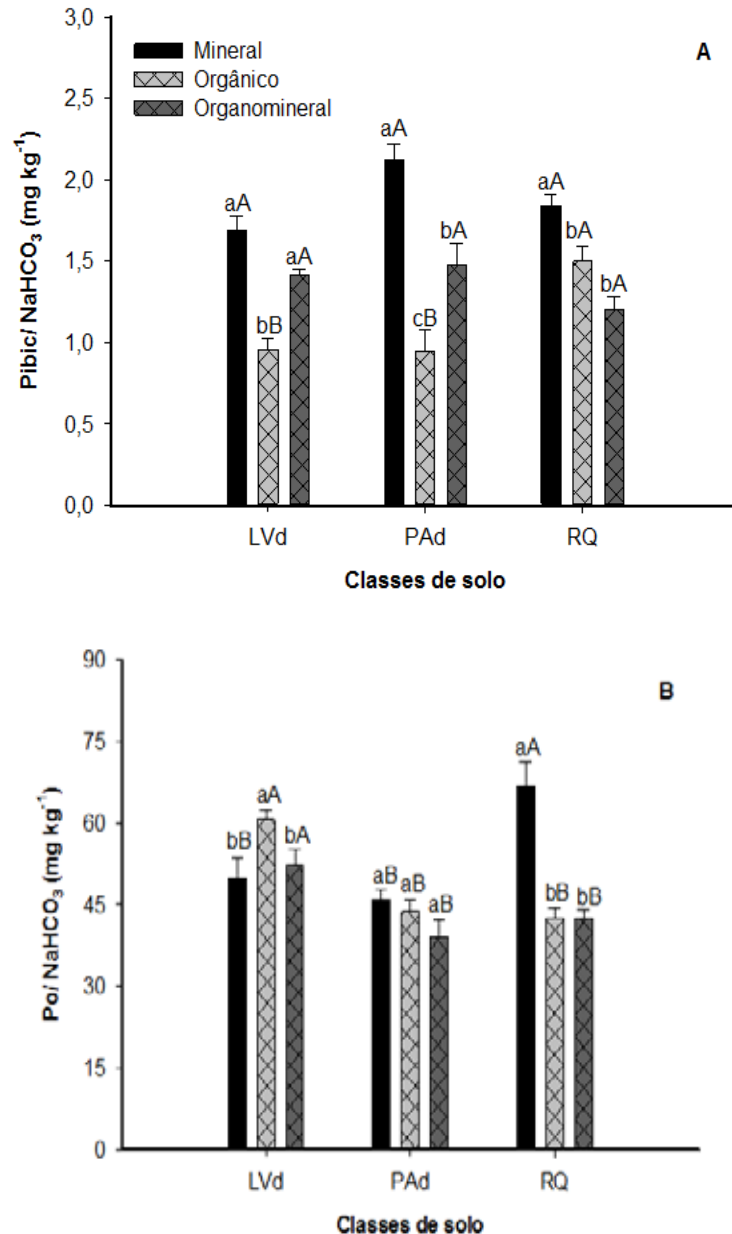 A
Mineral
Orgânico
Organomineral
3,0
2,5
2,0
1,5
1,0
0,5
0,0
Pibic/ NaHCO₃ (mg kg⁻¹)
aA
bB
aA
aA
cB
bA
aA
bA
bA
LVd
PAd
RQ
Classes de solo
B
90
75
60
45
30
15
0
Po/ NaHCO₃ (mg kg⁻¹)
bB
aA
bA
aB
aB
aB
aA
bB
bB
LVd
PAd
RQ
Classes de solo